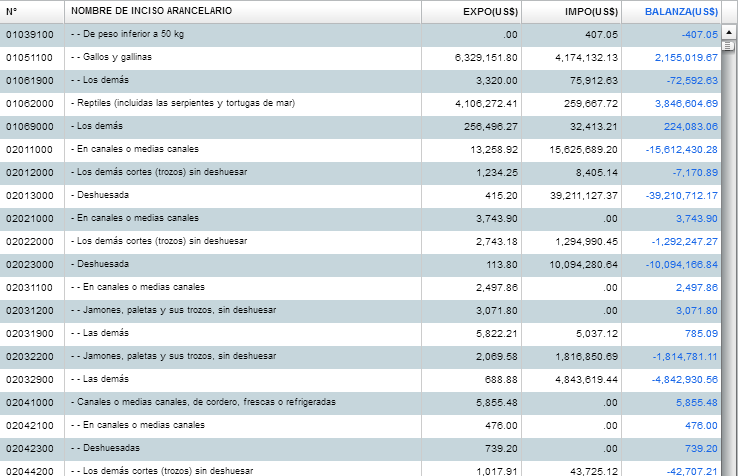 N° NOMBRE DE INCISO ARANCELARIO EXPO(US$) IMPO(US$) BALANZA(US$)
01039100 - - De peso inferior a 50 kg .00 407.05 -407.05
01051100 - - Gallos y gallinas 6,329,151.80 4,174,132.13 2,155,019.67
01061900 - - Los demás 3,320.00 75,912.63 -72,592.63
01062000 - Reptiles (incluidas las serpientes y tortugas de mar) 4,106,272.41 259,667.72 3,846,604.69
01069000 - Los demás 256,496.27 32,413.21 224,083.06
02011000 - En canales o medias canales 13,258.92 15,625,689.20 -15,612,430.28
02012000 - Los demás cortes (trozos) sin deshuesar 1,234.25 8,405.14 -7,170.89
02013000 - Deshuesada 415.20 39,211,127.37 -39,210,712.17
02021000 - En canales o medias canales 3,743.90 .00 3,743.90
02022000 - Los demás cortes (trozos) sin deshuesar 2,743.18 1,294,990.45 -1,292,247.27
02023000 - Deshuesada 113.80 10,094,280.64 -10,094,166.84
02031100 - - En canales o medias canales 2,497.86 .00 2,497.86
02031200 - - Jamones, paletas y sus trozos, sin deshuesar 3,071.80 .00 3,071.80
02031900 - - Las demás 5,822.21 5,037.12 785.09
02032200 - - Jamones, paletas y sus trozos, sin deshuesar 2,069.58 1,816,850.69 -1,814,781.11
02032900 - - Las demás 688.88 4,843,619.44 -4,842,930.56
02041000 - Canales o medias canales, de cordero, frescas o refrigeradas 5,855.48 .00 5,855.48
02042100 - - En canales o medias canales 476.00 .00 476.00
02042300 - - Deshuesadas 739.20 .00 739.20
02044200 - - Los demás cortes (trozos) sin deshuesar 1,017.91 43,725.12 -42,707.21